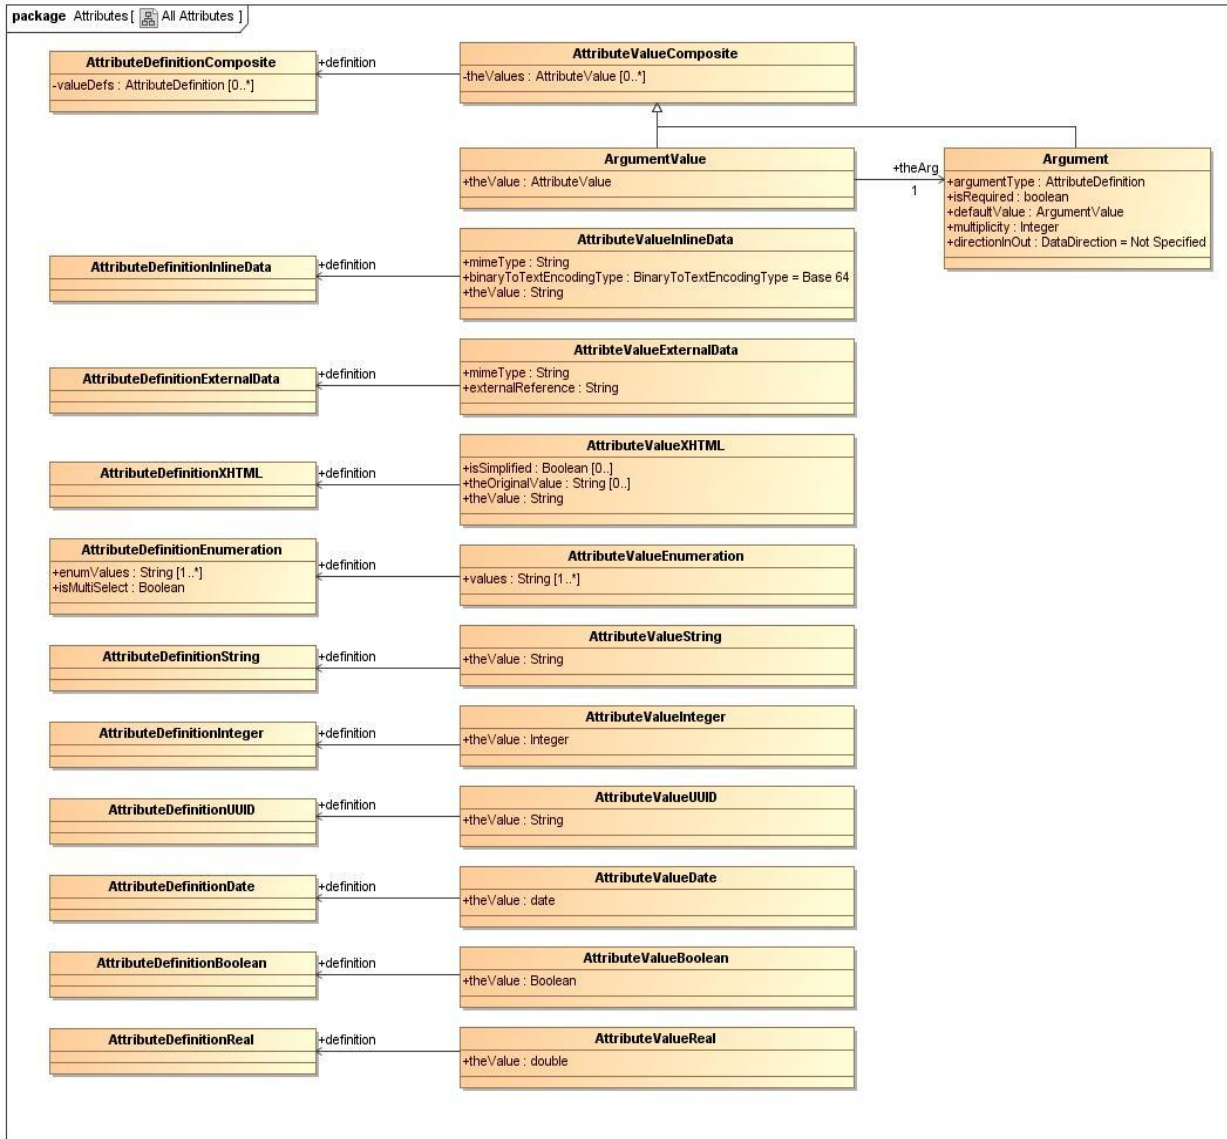 package Attributes [ All Attributes ]
AttributeDefinitionComposite
-valueDefs : AttributeDefinition [0..*]
+definition
AttributeValueComposite
-theValues : AttributeValue [0..*]
ArgumentValue
+theValue : AttributeValue
+theArg
1
Argument
+argumentType : AttributeDefinition
+isRequired : boolean
+defaultValue : ArgumentValue
+multiplicity : Integer
+directionInOut : DataDirection = Not Specified
AttributeDefinitionInlineData
+definition
AttributeValueInlineData
+mimeType : String
+binaryToTextEncodingType : BinaryToTextEncodingType = Base 64
+theValue : String
AttributeDefinitionExternalData
+definition
AttribteValueExternalData
+mimeType : String
+externalReference : String
AttributeDefinitionXHTML
+definition
AttributeValueXHTML
+isSimplified : Boolean [0..]
+theOriginalValue : String [0..]
+theValue : String
AttributeDefinitionEnumeration
+enumValues : String [1..*]
+isMultiSelect : Boolean
+definition
AttributeValueEnumeration
+values : String [1..*]
AttributeDefinitionString
+definition
AttributeValueString
+theValue : String
AttributeDefinitionInteger
+definition
AttributeValueInteger
+theValue : Integer
AttributeDefinitionUUID
+definition
AttributeValueUUID
+theValue : String
AttributeDefinitionDate
+definition
AttributeValueDate
+theValue : date
AttributeDefinitionBoolean
+definition
AttributeValueBoolean
+theValue : Boolean
AttributeDefinitionReal
+definition
AttributeValueReal
+theValue : double